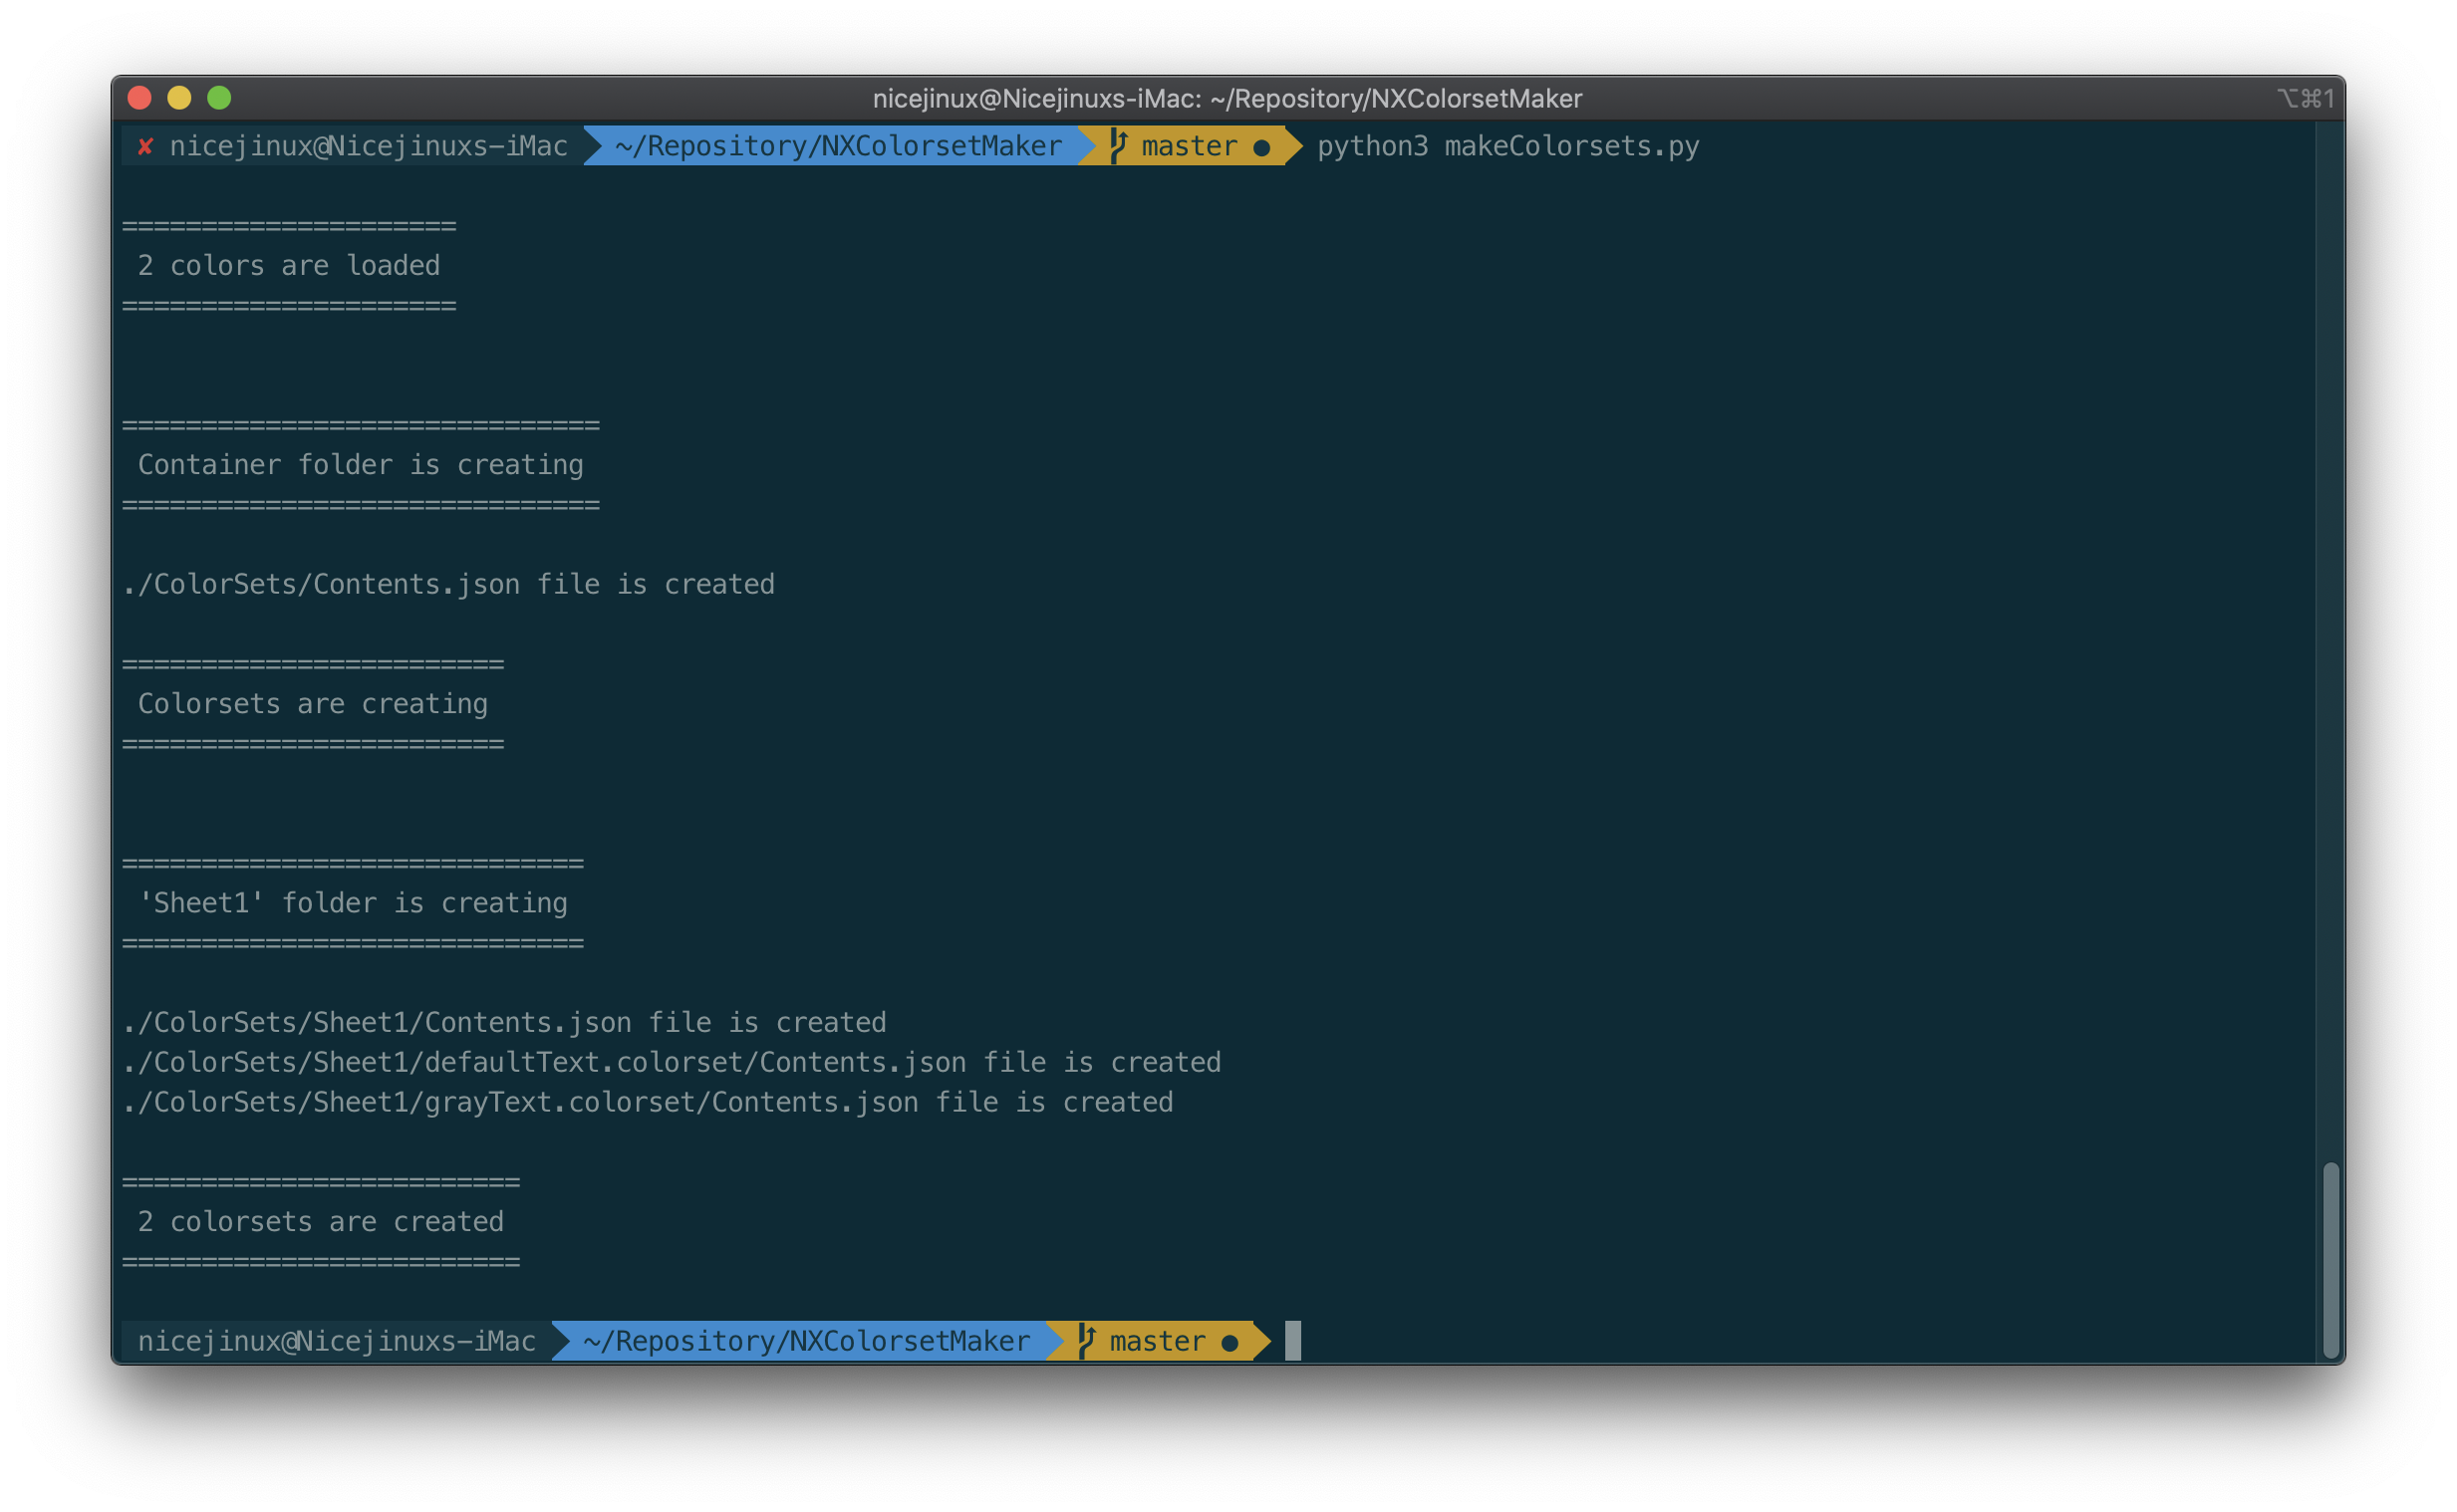 nicejinux@Nicejinuxs-iMac: ~/Repository/NXColorsetMaker ⌥⌘1
✘ nicejinux@Nicejinuxs-iMac ~/Repository/NXColorsetMaker master ● python3 makeColorsets.py
=====================
2 colors are loaded
=====================
==============================
Container folder is creating
==============================
./ColorSets/Contents.json file is created
========================
Colorsets are creating
========================
=============================
'Sheet1' folder is creating
=============================
./ColorSets/Sheet1/Contents.json file is created
./ColorSets/Sheet1/defaultText.colorset/Contents.json file is created
./ColorSets/Sheet1/grayText.colorset/Contents.json file is created
=========================
2 colorsets are created
=========================
nicejinux@Nicejinuxs-iMac ~/Repository/NXColorsetMaker master ●